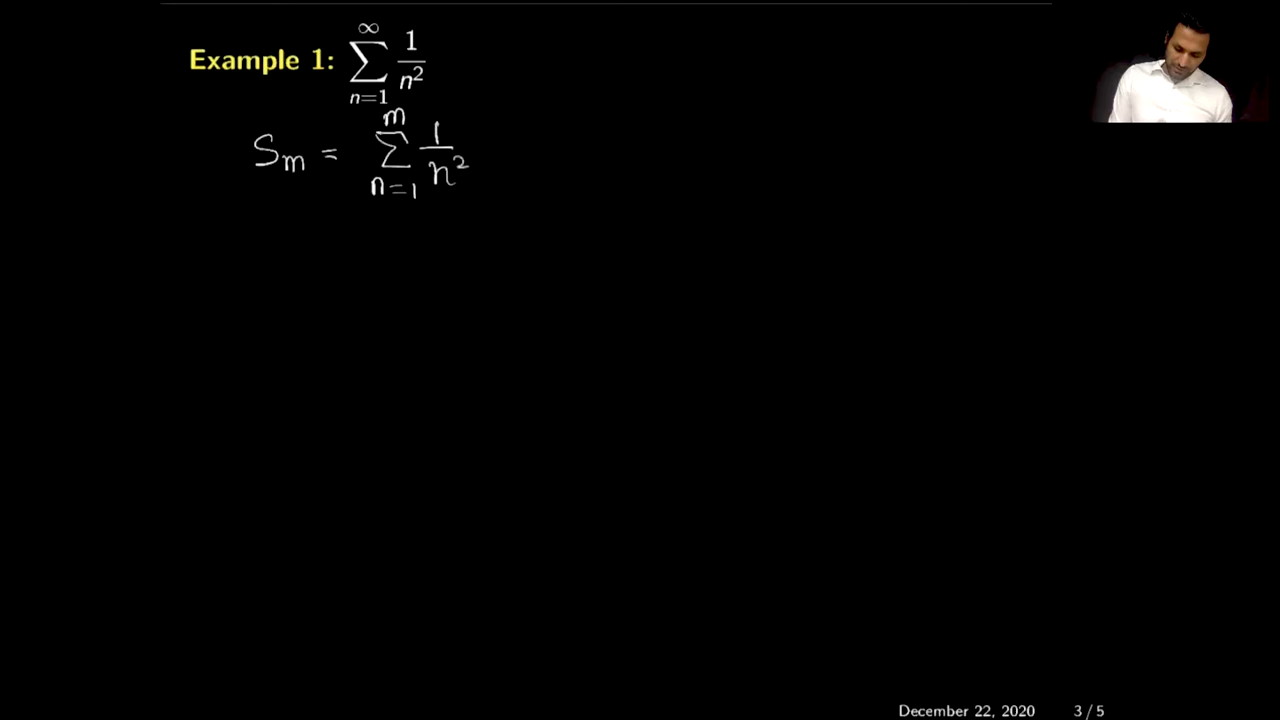 Example 1: $\sum_{n=1}^{\infty} \frac{1}{n^2}$
$S_m = \sum_{n=1}^{m} \frac{1}{n^2}$
December 22, 2020 3 / 5